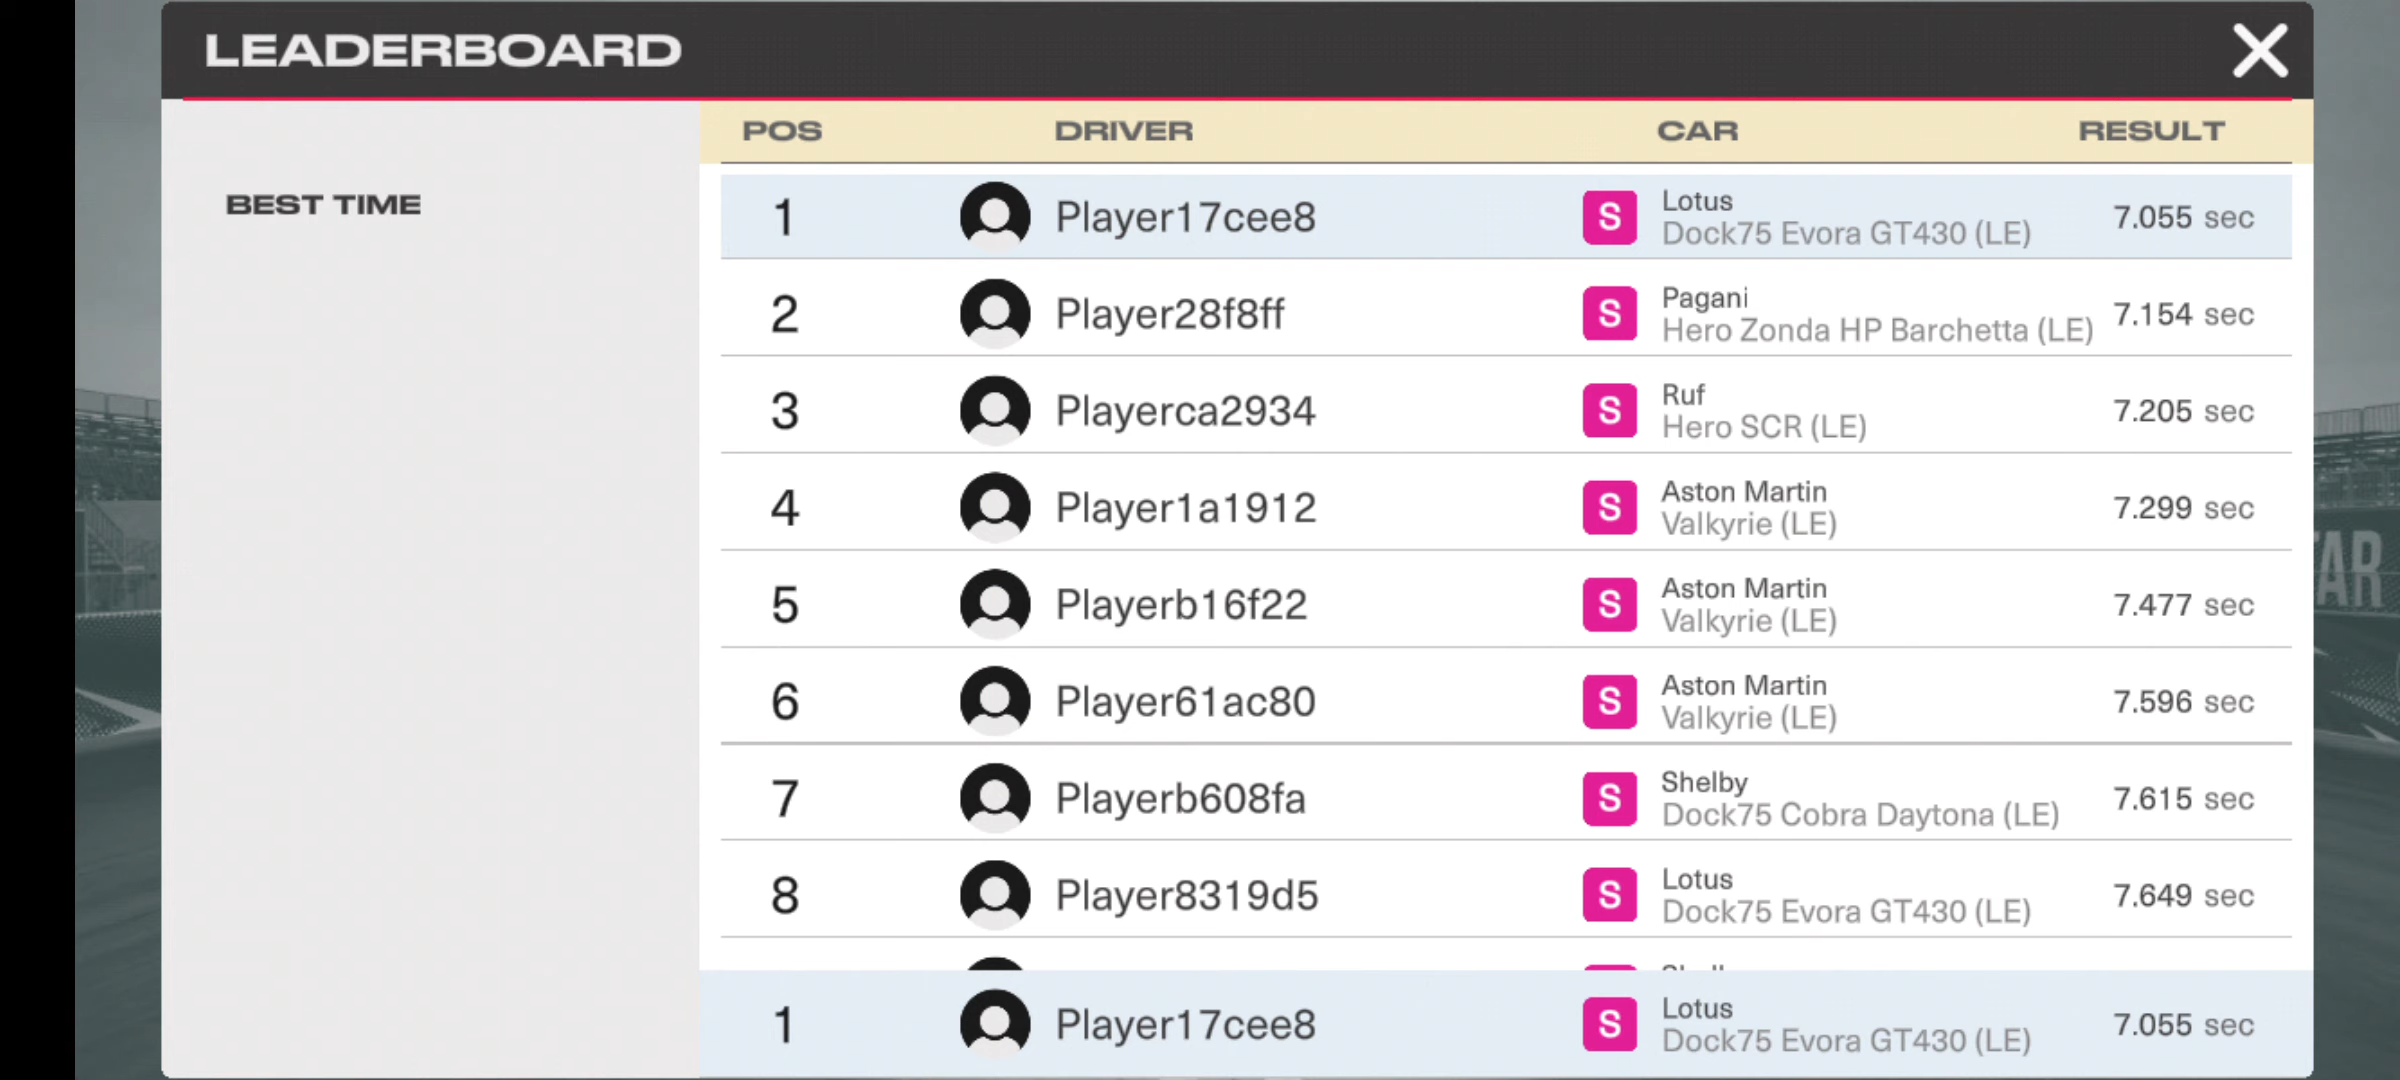 LEADERBOARD
BEST TIME
POS DRIVER CAR RESULT
1 Player17cee8 S Lotus 7.055 sec
Dock75 Evora GT430 (LE)
2 Player28f8ff S Pagani 7.154 sec
Hero Zonda HP Barchetta (LE)
3 Playerca2934 S Ruf 7.205 sec
Hero SCR (LE)
4 Player1a1912 S Aston Martin 7.299 sec
Valkyrie (LE)
5 Playerb16f22 S Aston Martin 7.477 sec
Valkyrie (LE)
6 Player61ac80 S Aston Martin 7.596 sec
Valkyrie (LE)
7 Playerb608fa S Shelby 7.615 sec
Dock75 Cobra Daytona (LE)
8 Player8319d5 S Lotus 7.649 sec
Dock75 Evora GT430 (LE)
1 Player17cee8 S Lotus 7.055 sec
Dock75 Evora GT430 (LE)